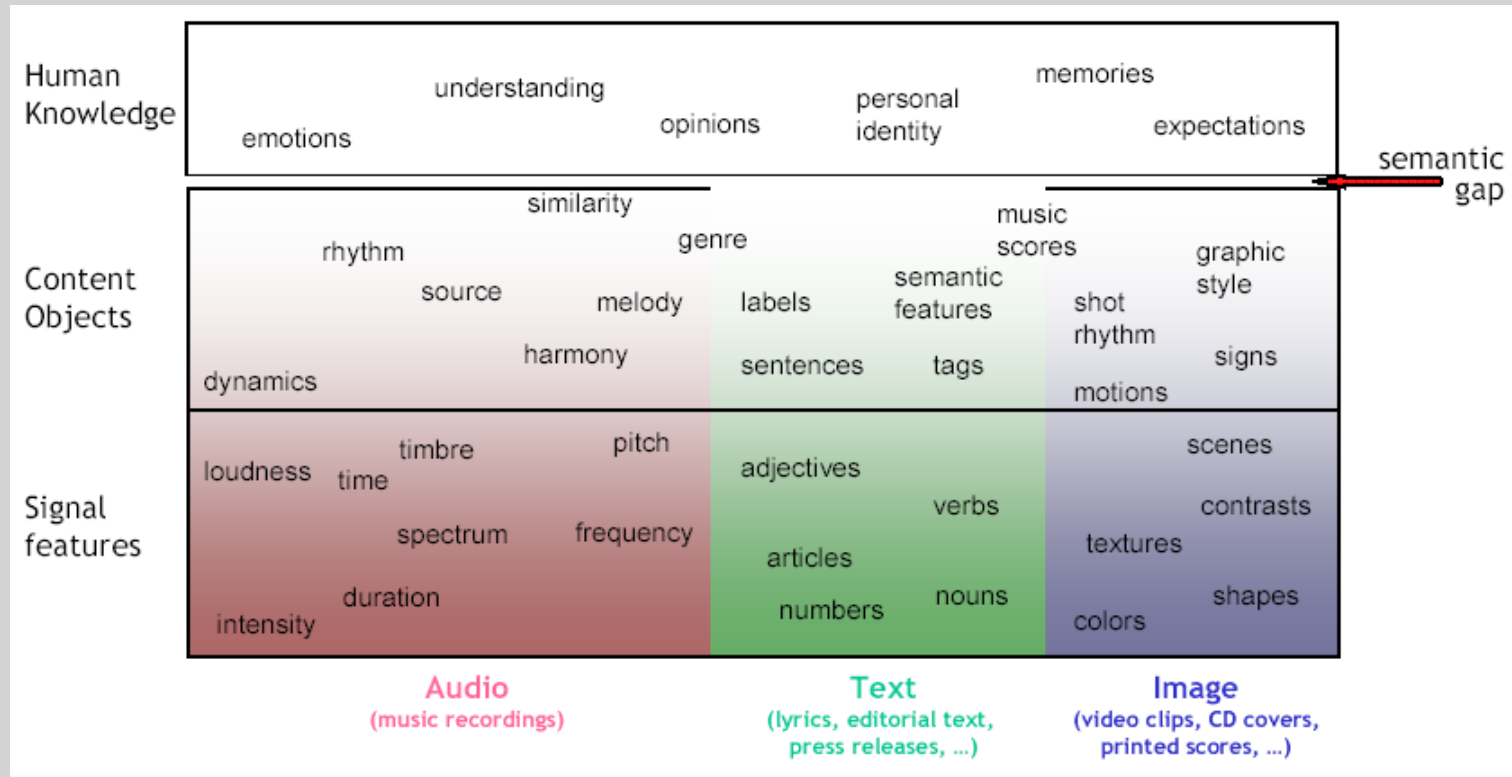 Human
Knowledge
emotions
understanding
opinions
personal
identity
memories
expectations
semantic
gap
Content
Objects
similarity
rhythm
genre
source
melody
harmony
dynamics
music
scores
semantic
features
labels
sentences
tags
graphic
style
shot
rhythm
signs
motions
Signal
features
loudness
timbre
time
pitch
spectrum
frequency
duration
intensity
adjectives
verbs
articles
numbers
nouns
scenes
contrasts
textures
shapes
colors
Audio
(music recordings)
Text
(lyrics, editorial text,
press releases, ...)
Image
(video clips, CD covers,
printed scores, ...)